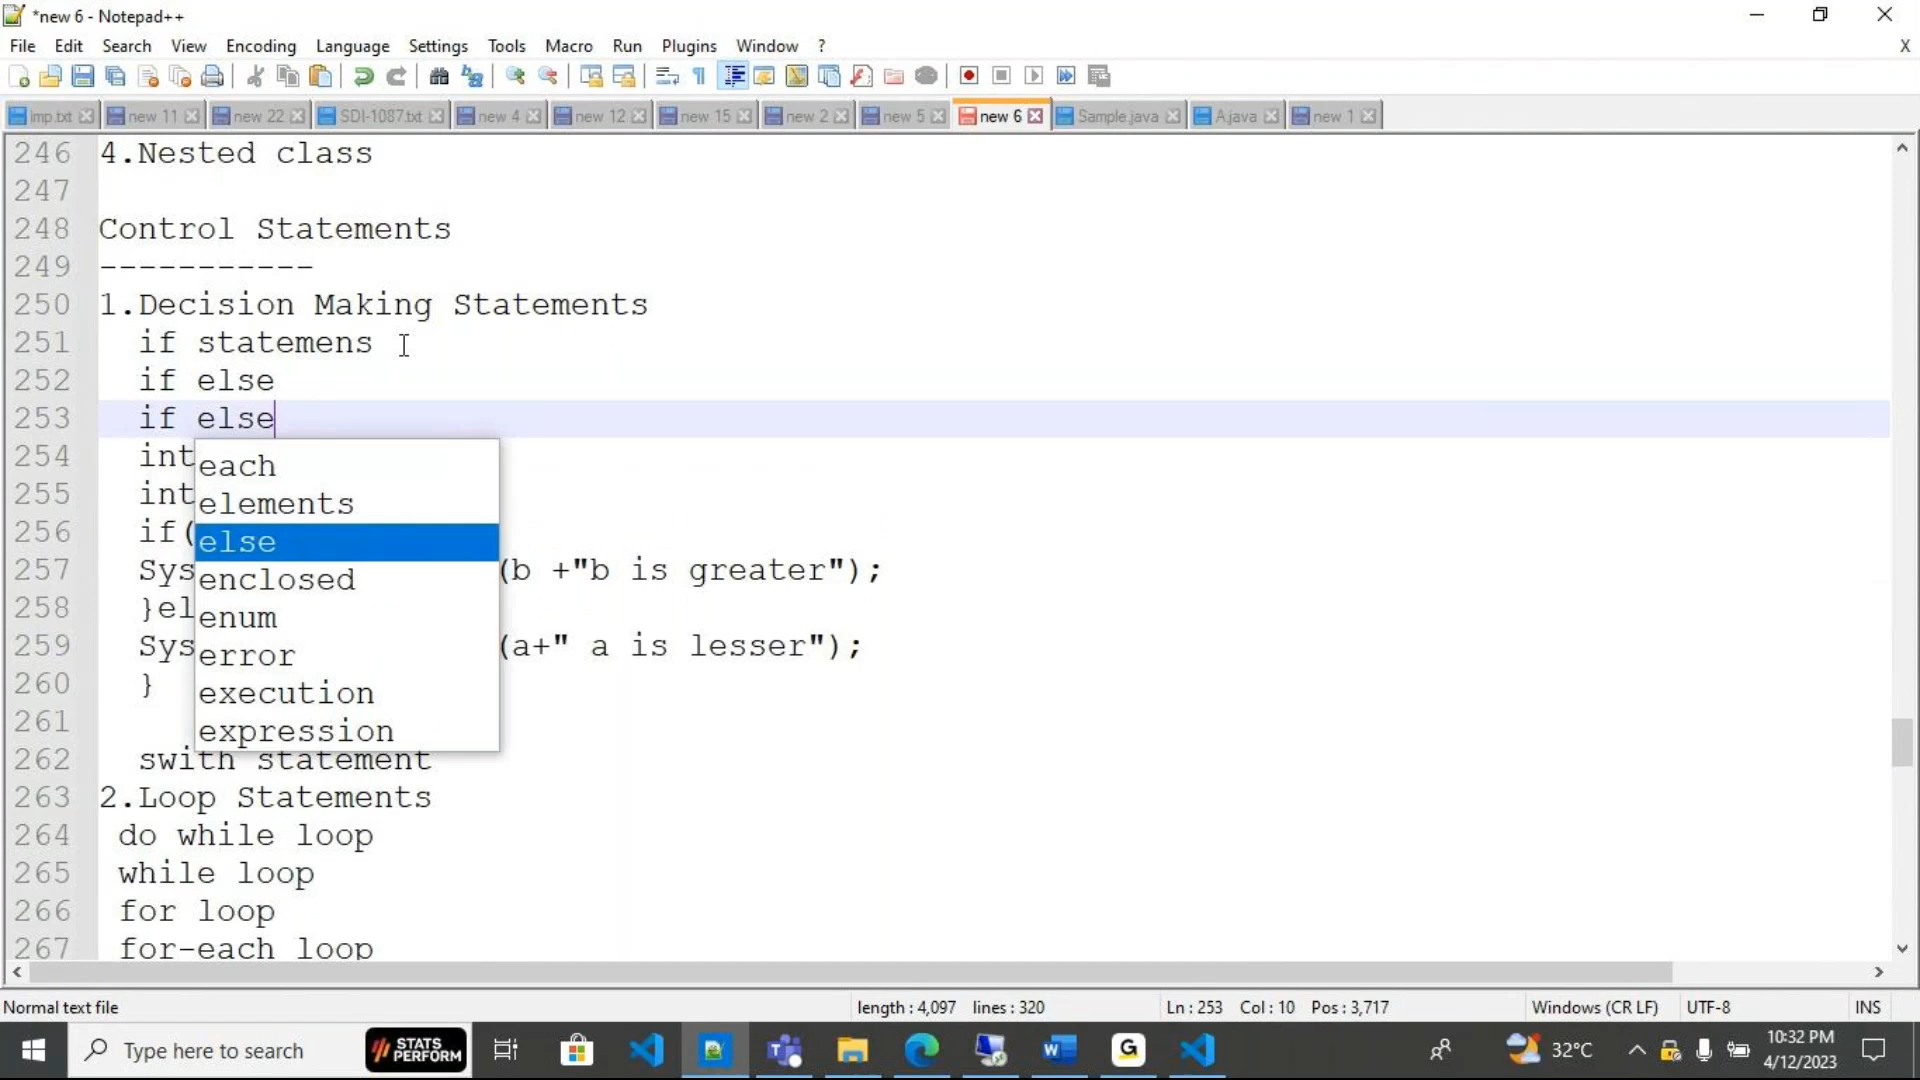 *new 6 - Notepad++
File Edit Search View Encoding Language Settings Tools Macro Run Plugins Window ? X
imp.txt new 11 new 22 SDI-1087.txt new 4 new 12 new 15 new 2 new 5 new 6 Sample.java A.java new 1
246 4.Nested class
247
248 Control Statements
249 -----------
250 1.Decision Making Statements
251 if statemens
252 if else
253 if else
254 int
each
255 int
elements
256 if(
else
257 Sys (b +"b is greater");
enclosed
258 }el
enum
259 Sys (a+" a is lesser");
error
260 }
execution
261
expression
262 swith statement
263 2.Loop Statements
264 do while loop
265 while loop
266 for loop
267 for-each loop
Normal text file length : 4,097 lines : 320 Ln : 253 Col : 10 Pos : 3,717 Windows (CR LF) UTF-8 INS
Type here to search STATS PERFORM G W 32°C 10:32 PM
4/12/2023